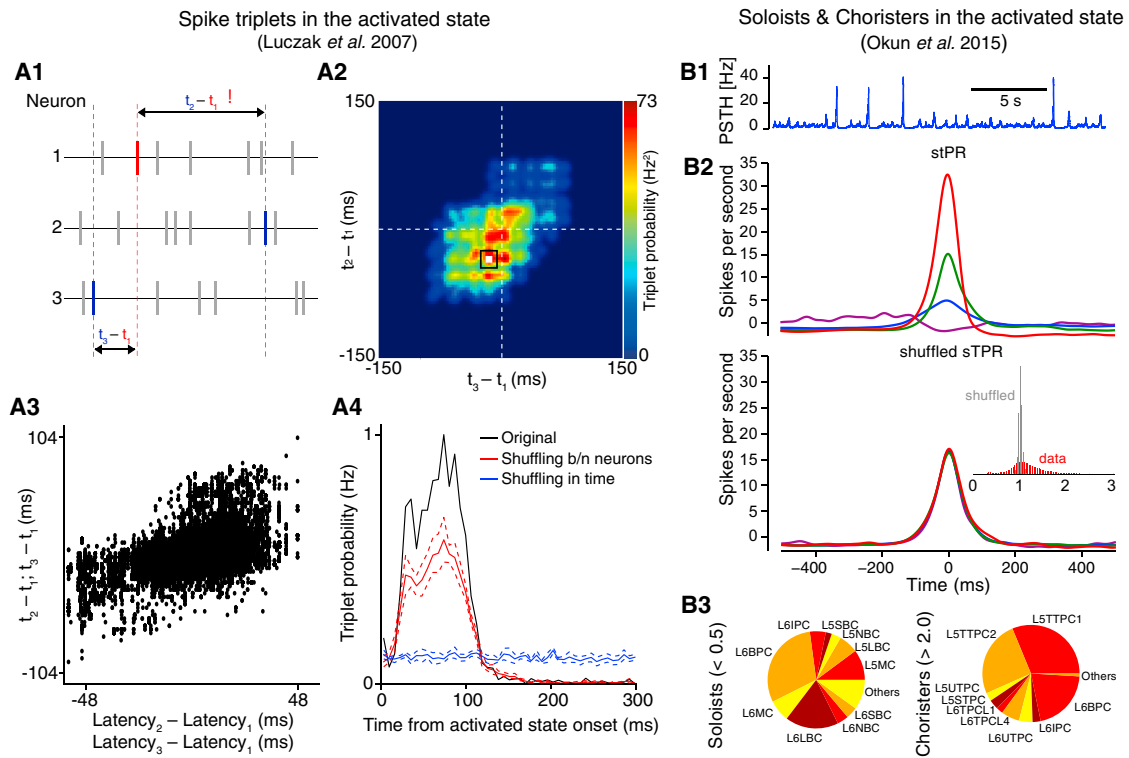 Spike triplets in the activated state
(Luczak et al. 2007)
Soloists & Choristers in the activated state
(Okun et al. 2015)
A1
Neuron
t2 – t1 !
1
2
3
t3 – t1
A2
150
t2 – t1 (ms)
-150
-150
150
t3 – t1 (ms)
73
Triplet probability (Hz²)
0
A3
104
t2 – t1; t3 – t1 (ms)
-104
-48
48
Latency2 – Latency1 (ms)
Latency3 – Latency1 (ms)
A4
1
Triplet probability (Hz)
0
Original
Shuffling b/n neurons
Shuffling in time
0
100
200
300
Time from activated state onset (ms)
B1
PSTH [Hz]
40
20
0
5 s
B2
stPR
Spikes per second
35
30
25
20
15
10
5
0
shuffled sTPR
Spikes per second
35
30
25
20
15
10
5
0
shuffled
data
0
1
2
3
-400
-200
0
200
400
Time (ms)
B3
Soloists (< 0.5)
L6IPC
L5SBC
L5NBC
L5LBC
L5MC
Others
L6SBC
L6NBC
L6LBC
L6MC
L6BPC
Choristers (> 2.0)
L5TTPC1
L5TTPC2
Others
L6BPC
L6IPC
L6UTPC
L6TPCL4
L6TPCL1
L5STPC
L5UTPC